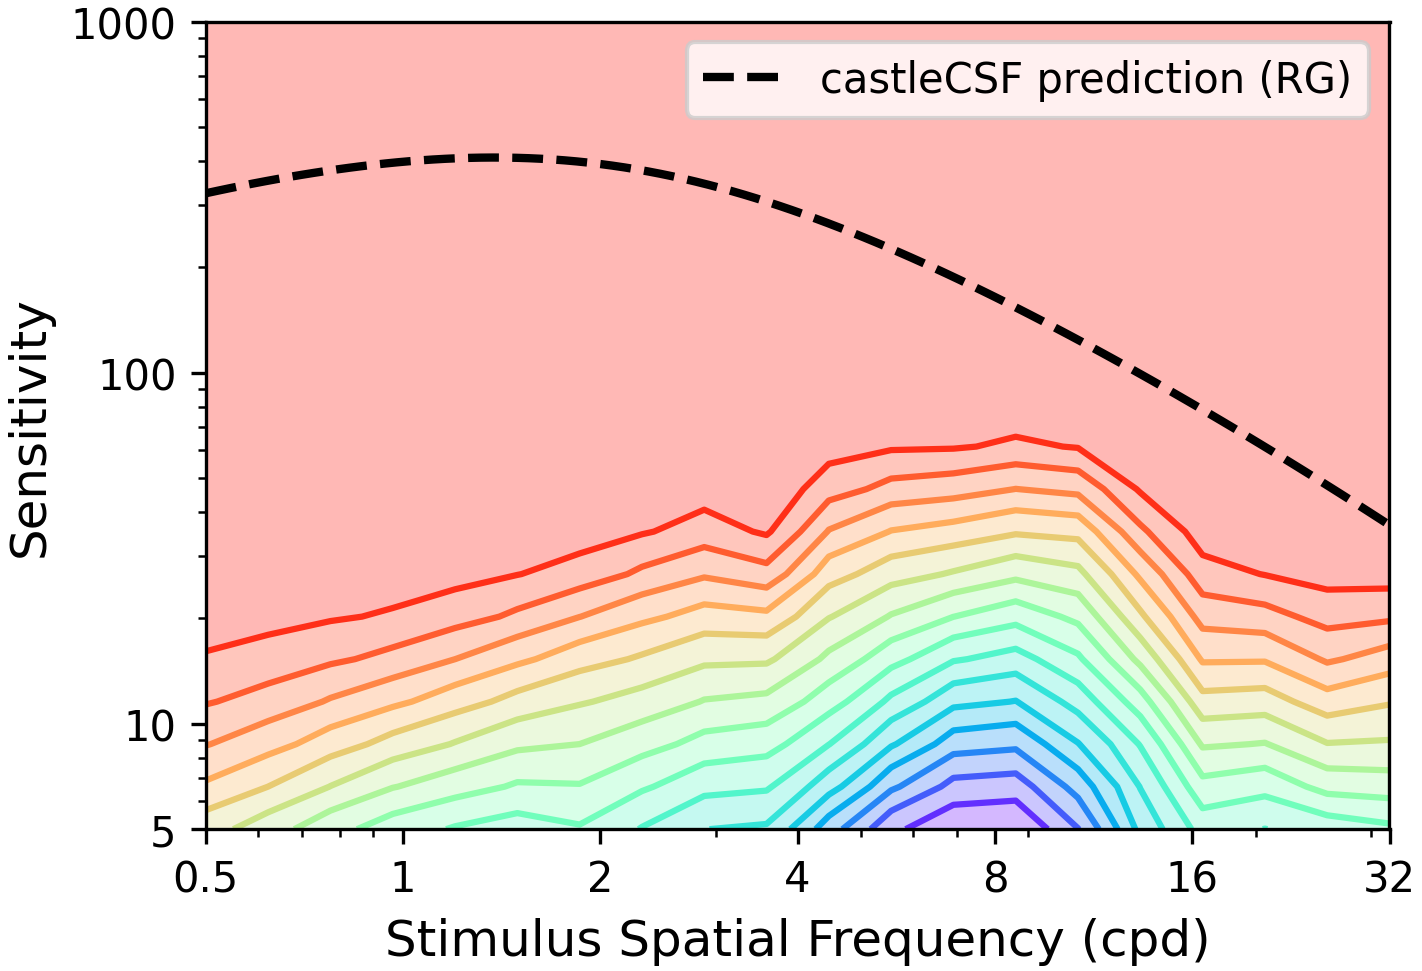 1000
castleCSF prediction (RG)
100
10
5
Sensitivity
0.5 1 2 4 8 16 32
Stimulus Spatial Frequency (cpd)